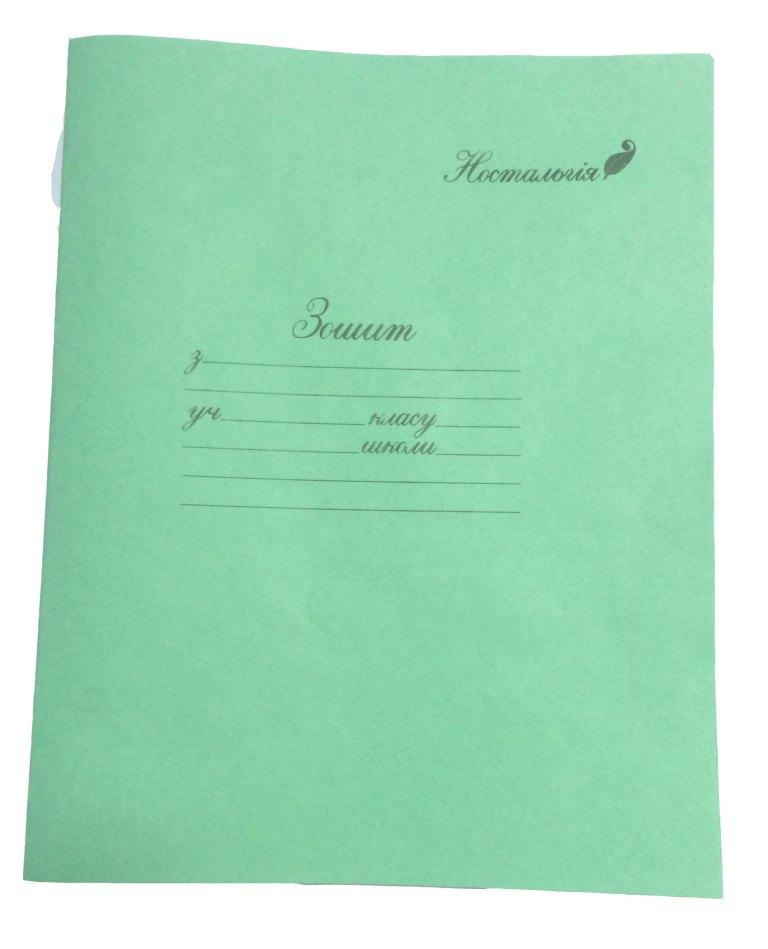 Ностальгія
Зошит
з
уч класу
школи